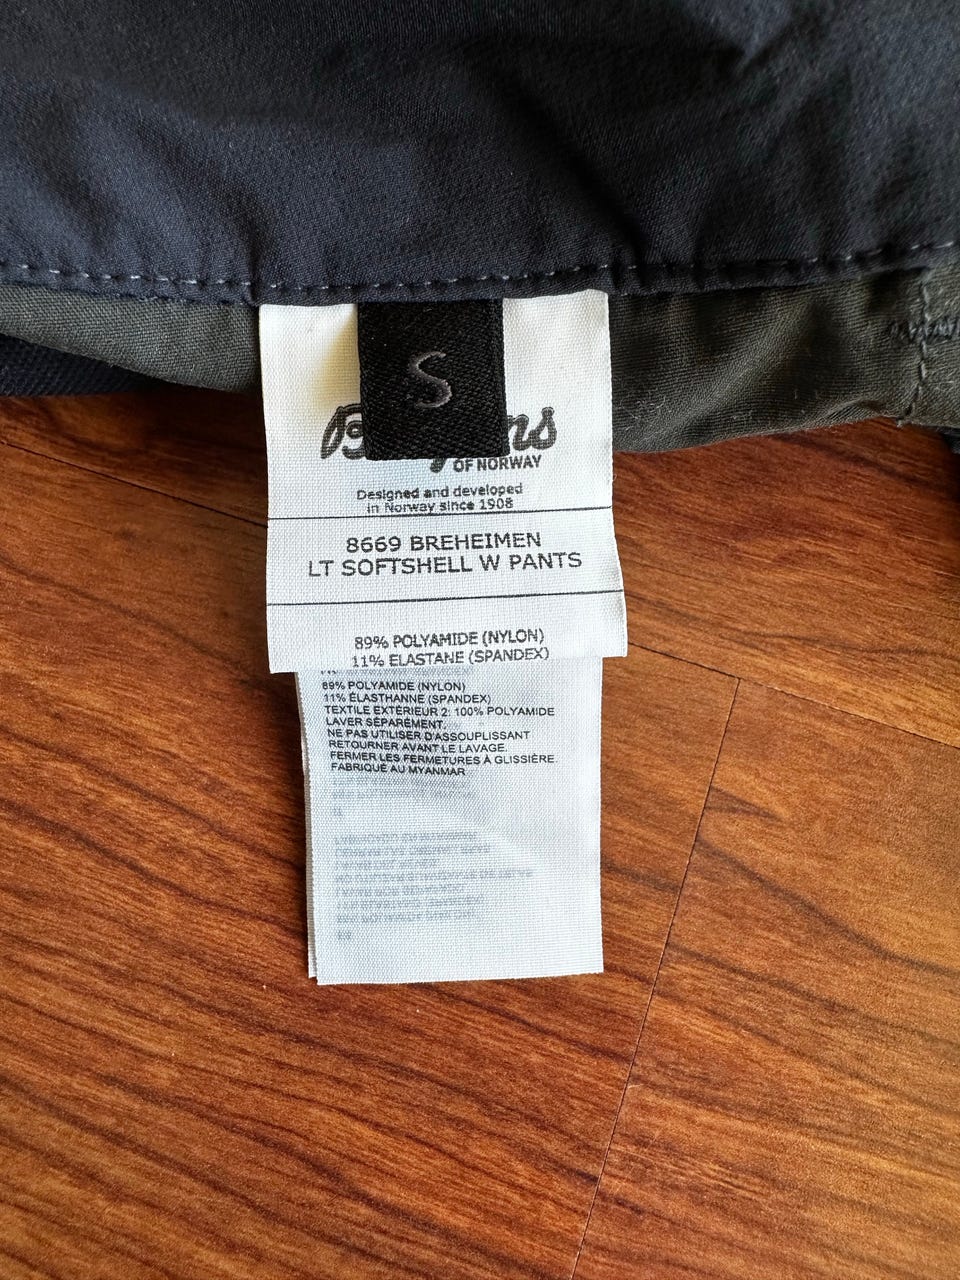 S
OF NORWAY
Designed and developed
in Norway since 1908
8669 BREHEIMEN
LT SOFTSHELL W PANTS
89% POLYAMIDE (NYLON)
11% ELASTANE (SPANDEX)
89% POLYAMIDE (NYLON)
11% ÉLASTHANNE (SPANDEX)
TEXTILE EXTÉRIEUR 2: 100% POLYAMIDE
LAVER SÉPARÉMENT.
NE PAS UTILISER D'ASSOUPLISSANT
RETOURNER AVANT LE LAVAGE.
FERMER LES FERMETURES À GLISSIÈRE.
FABRIQUÉ AU MYANMAR